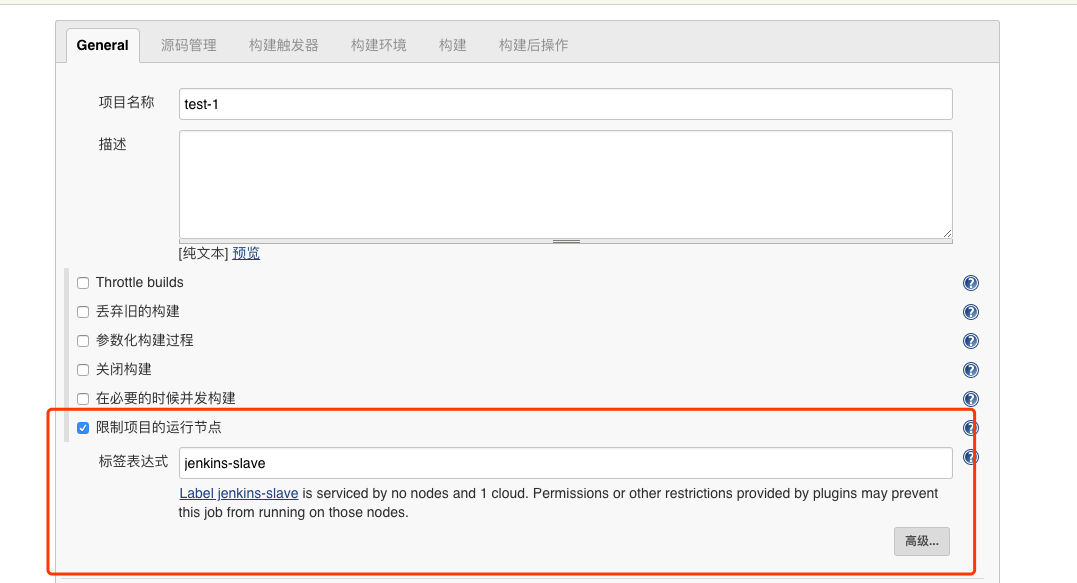 General 源码管理 构建触发器 构建环境 构建 构建后操作
项目名称 test-1
描述
[纯文本] 预览
Throttle builds
丢弃旧的构建
参数化构建过程
关闭构建
在必要的时候并发构建
限制项目的运行节点
标签表达式 jenkins-slave
Label jenkins-slave is serviced by no nodes and 1 cloud. Permissions or other restrictions provided by plugins may prevent
this job from running on those nodes.
高级...